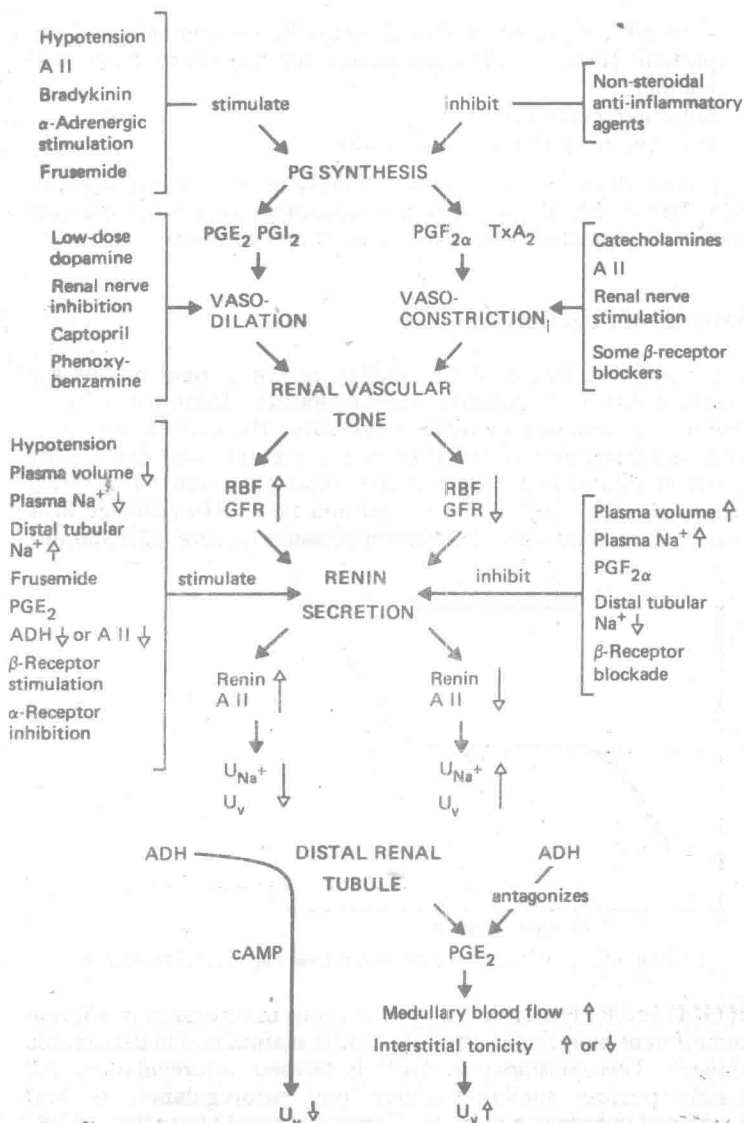 Hypotension
A II
Bradykinin
α-Adrenergic
stimulation
Frusemide
stimulate
inhibit
Non-steroidal
anti-inflammatory
agents
PG SYNTHESIS
PGE₂ PGI₂
PGF₂α TxA₂
Low-dose
dopamine
Renal nerve
inhibition
Captopril
Phenoxy-
benzamine
VASO-
DILATION
VASO-
CONSTRICTION
Catecholamines
A II
Renal nerve
stimulation
Some β-receptor
blockers
RENAL VASCULAR
TONE
RBF ↑
GFR
RBF ↓
GFR
Hypotension
Plasma volume ↓
Plasma Na⁺ ↓
Distal tubular
Na⁺ ↑
Frusemide
PGE₂
ADH ↓ or A II ↓
β-Receptor
stimulation
α-Receptor
inhibition
stimulate
RENIN
SECRETION
inhibit
Plasma volume ↑
Plasma Na⁺ ↑
PGF₂α
Distal tubular
Na⁺ ↓
β-Receptor
blockade
Renin ↑
A II
Renin ↓
A II
U Na⁺ ↓
Uᵥ
U Na⁺ ↑
Uᵥ
ADH
DISTAL RENAL
TUBULE
ADH
antagonizes
cAMP
PGE₂
Medullary blood flow ↑
Interstitial tonicity ↑ or ↓
Uᵥ ↓
Uᵥ ↑